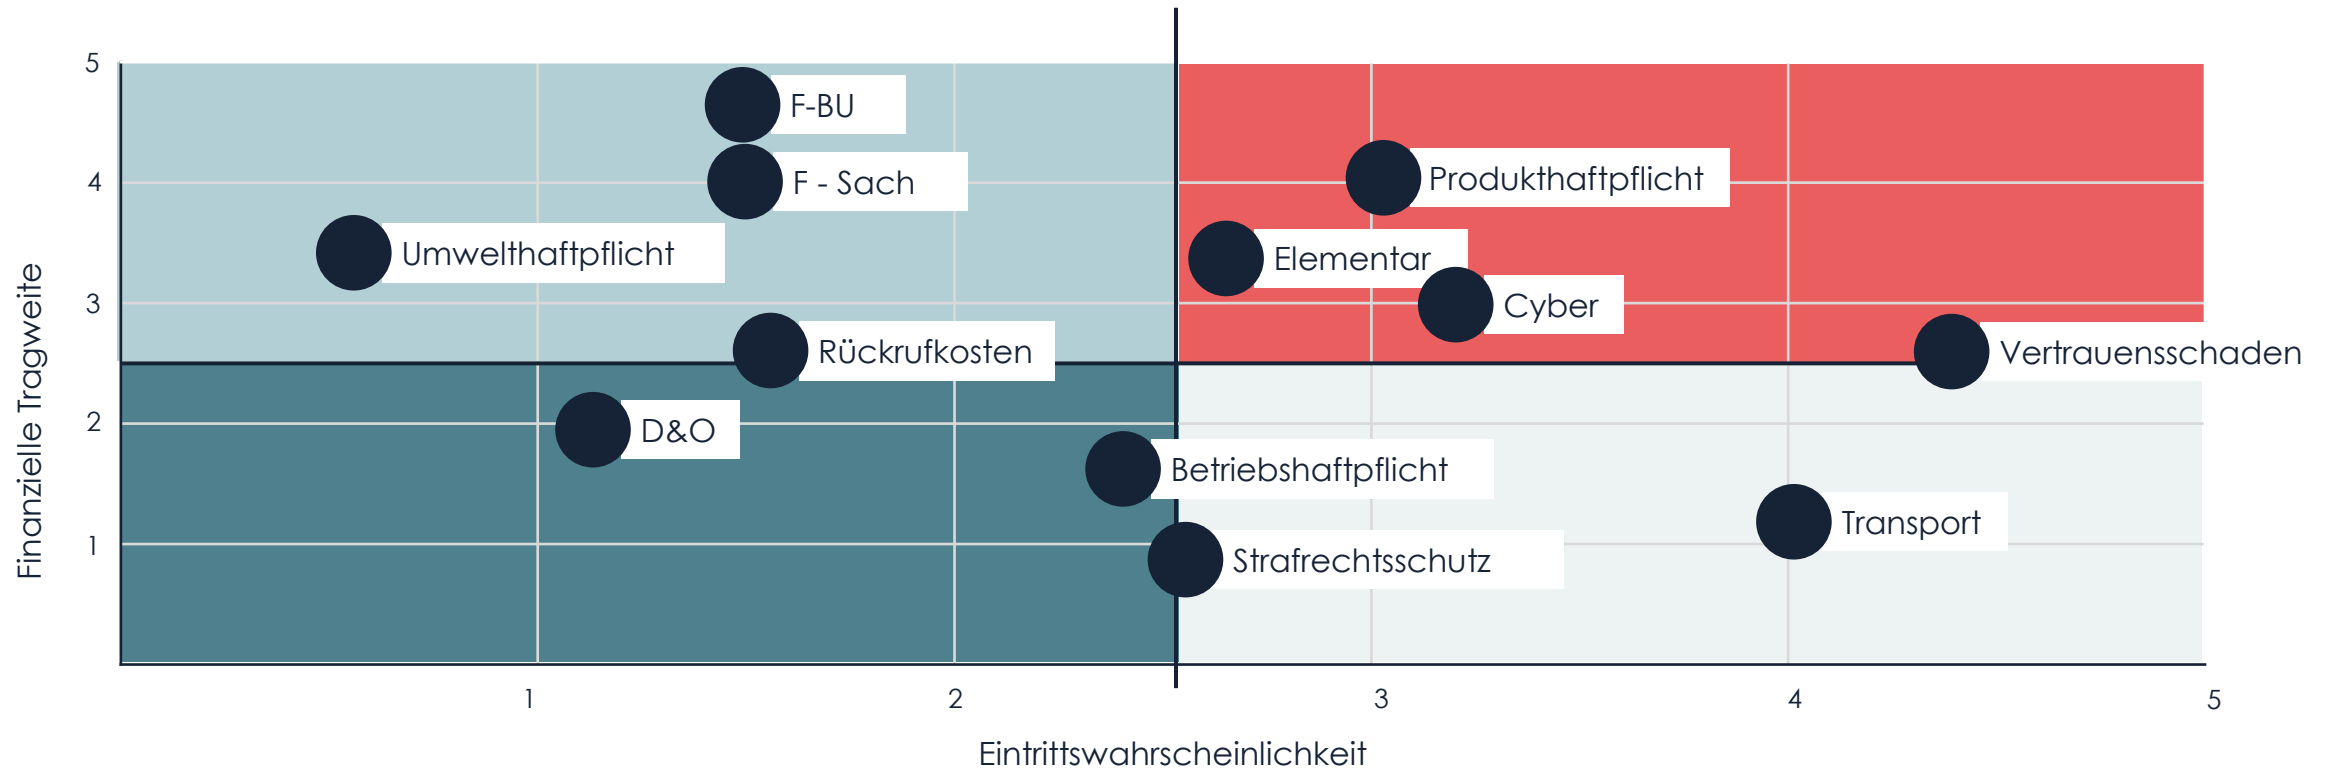 5
F-BU
4
F - Sach
Produkthaftpflicht
Umwelthaftpflicht
Elementar
3
Cyber
Rückrufkosten
Vertrauensschaden
2
D&O
Betriebshaftpflicht
Transport
1
Strafrechtsschutz
Finanzielle Tragweite
1
2
3
4
5
Eintrittswahrscheinlichkeit